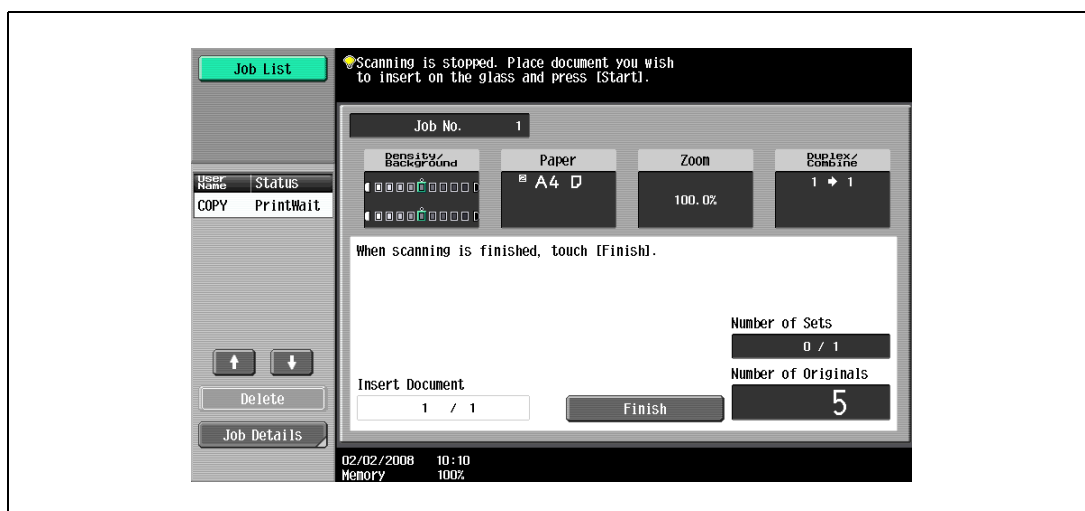 Job List
Scanning is stopped. Place document you wish
to insert on the glass and press [Start].
Job No. 1
Density/
Background
Paper
Zoom
Duplex/
Combine
2 A4
100.0%
1 → 1
User
Name
Status
COPY PrintWait
When scanning is finished, touch [Finish].
Number of Sets
0 / 1
Number of Originals
5
Insert Document
1 / 1
Finish
Delete
Job Details
02/02/2008 10:10
Memory 100%